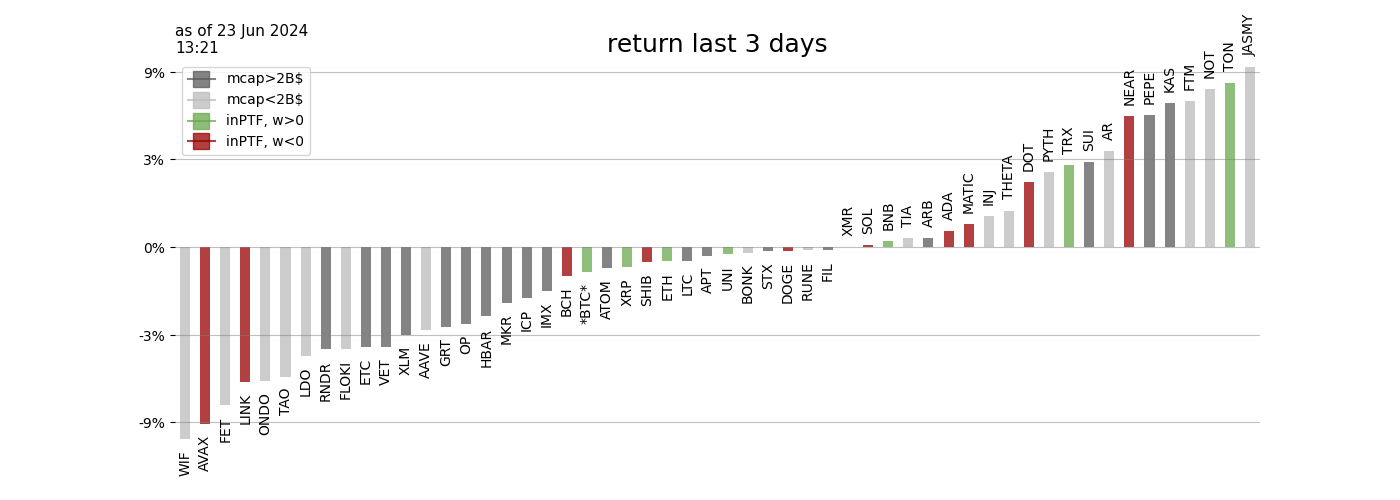 as of 23 Jun 2024
13:21
return last 3 days
mcap>2B$
mcap<2B$
inPTF, w>0
inPTF, w<0
9%
3%
0%
-3%
-9%
WIF
AVAX
FET
LINK
ONDO
TAO
LDO
RNDR
FLOKI
ETC
VET
XLM
AAVE
GRT
OP
HBAR
MKR
ICP
IMX
BCH
*BTC*
ATOM
XRP
SHIB
ETH
LTC
APT
UNI
BONK
STX
DOGE
RUNE
FIL
XMR
SOL
BNB
TIA
ARB
ADA
MATIC
INJ
THETA
DOT
PYTH
TRX
SUI
AR
NEAR
PEPE
KAS
FTM
NOT
TON
JASMY